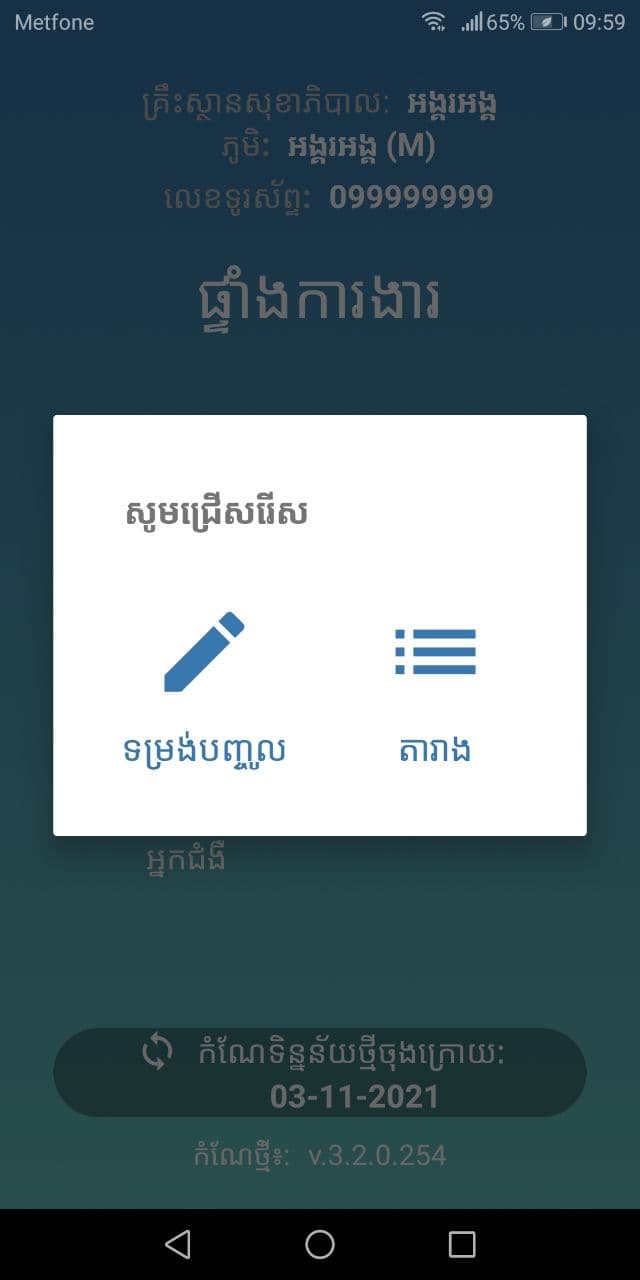 Metfone 65% 09:59
គ្រឹះស្ថានសុខាភិបាល: អង្គរអង្គ
ភូមិ: អង្គរអង្គ (M)
លេខទូរស័ព្ទ: 099999999
ផ្ទាំងការងារ
សូមជ្រើសរើស
ទម្រង់បញ្ចូល តារាង
អ្នកជំងឺ
កំណែទិន្នន័យថ្មីចុងក្រោយ:
03-11-2021
កំណែថ្មី៖: v.3.2.0.254